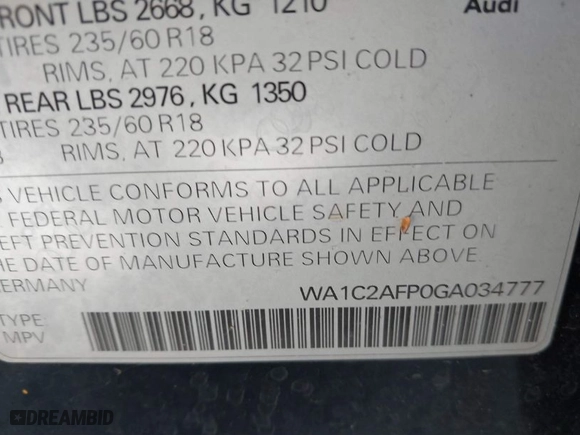 RONT LBS 2668, KG 1210 Audi
TIRES 235/60 R18
RIMS, AT 220 KPA 32 PSI COLD
REAR LBS 2976, KG 1350
TIRES 235/60 R18
RIMS, AT 220 KPA 32 PSI COLD
VEHICLE CONFORMS TO ALL APPLICABLE
FEDERAL MOTOR VEHICLE SAFETY AND
EFT PREVENTION STANDARDS IN EFFECT ON
HE DATE OF MANUFACTURE SHOWN ABOVE
ERMANY
WA1C2AFP0GA034777
TYPE
MPV
DREAMBID